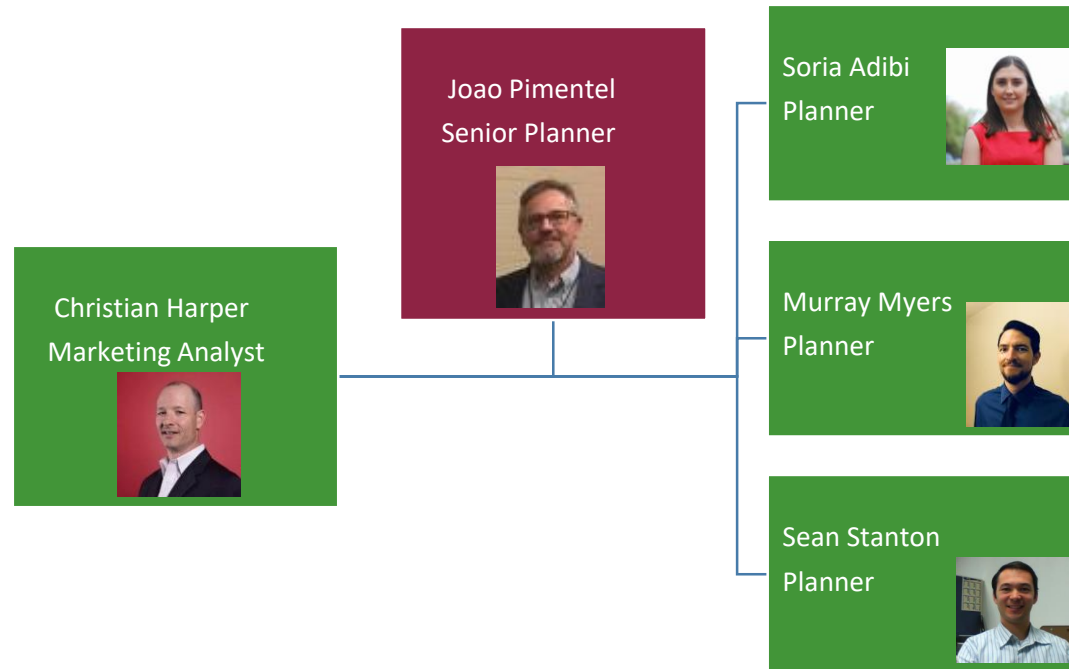 Joao Pimentel
Senior Planner
Christian Harper
Marketing Analyst
Soria Adibi
Planner
Murray Myers
Planner
Sean Stanton
Planner